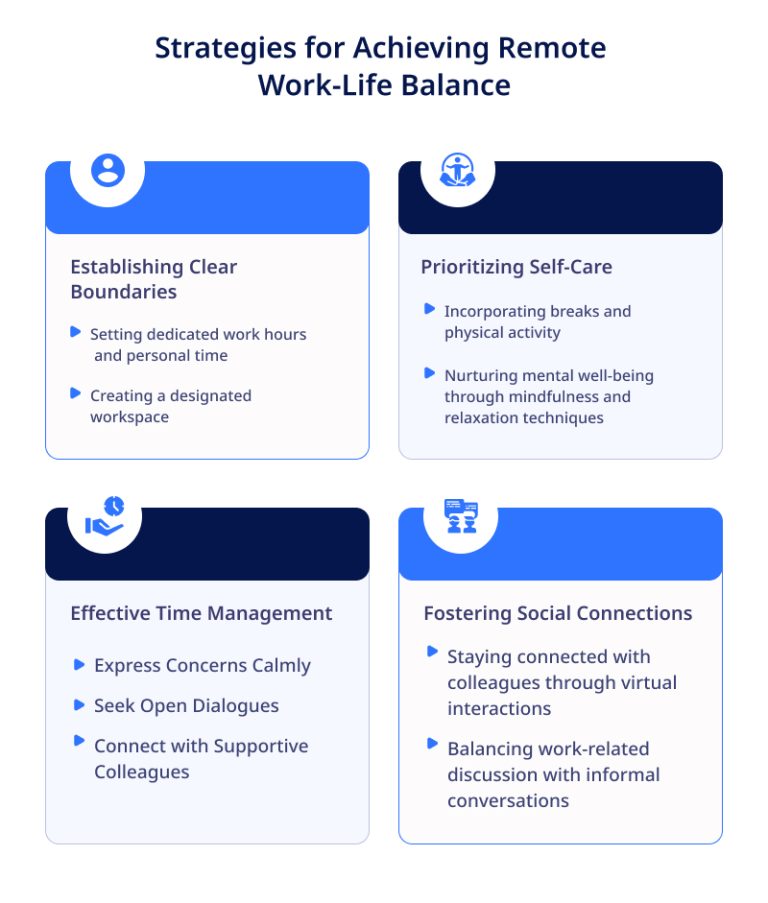 Strategies for Achieving Remote
Work-Life Balance
Establishing Clear
Boundaries
Setting dedicated work hours
and personal time
Creating a designated
workspace
Prioritizing Self-Care
Incorporating breaks and
physical activity
Nurturing mental well-being
through mindfulness and
relaxation techniques
Effective Time Management
Express Concerns Calmly
Seek Open Dialogues
Connect with Supportive
Colleagues
Fostering Social Connections
Staying connected with
colleagues through virtual
interactions
Balancing work-related
discussion with informal
conversations